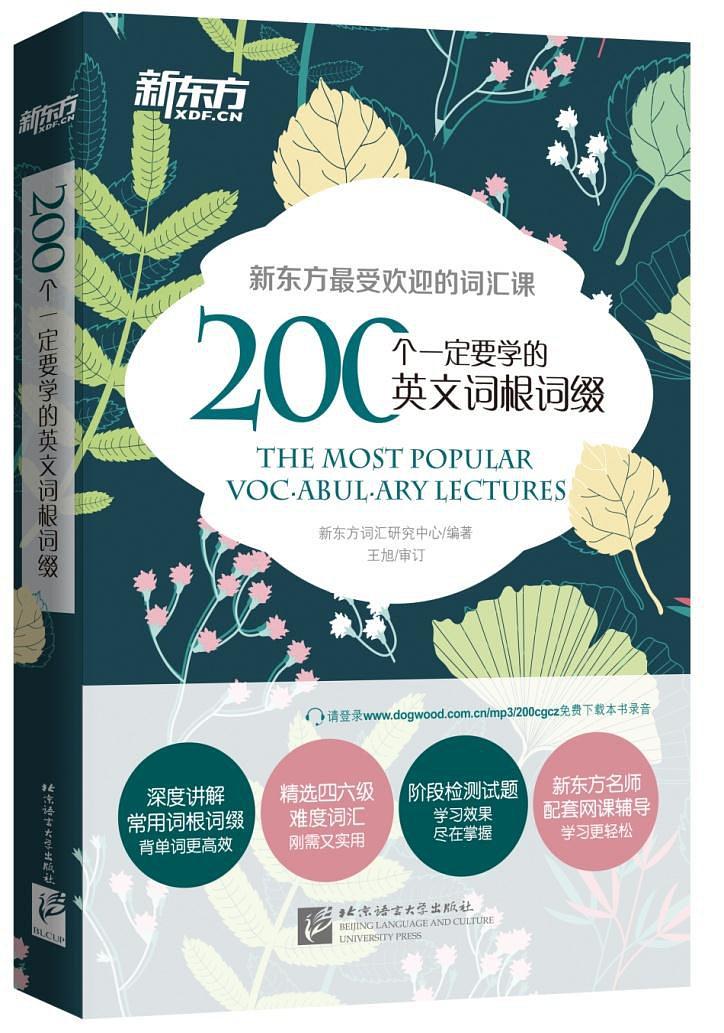 新东方
XDF.CN
200个一定要学的英文词根词缀
北京语言大学出版社
BLCUP
新东方
XDF.CN
新东方最受欢迎的词汇课
200个一定要学的
英文词根词缀
THE MOST POPULAR
VOC·ABUL·ARY LECTURES
新东方词汇研究中心/编著
王旭/审订
请登录www.dogwood.com.cn/mp3/200cgcz免费下载本书录音
深度讲解
常用词根词缀
背单词更高效
精选四六级
难度词汇
刚需又实用
阶段检测试题
学习效果
尽在掌握
新东方名师
配套网课辅导
学习更轻松
北京语言大学出版社
BEIJING LANGUAGE AND CULTURE
UNIVERSITY PRESS